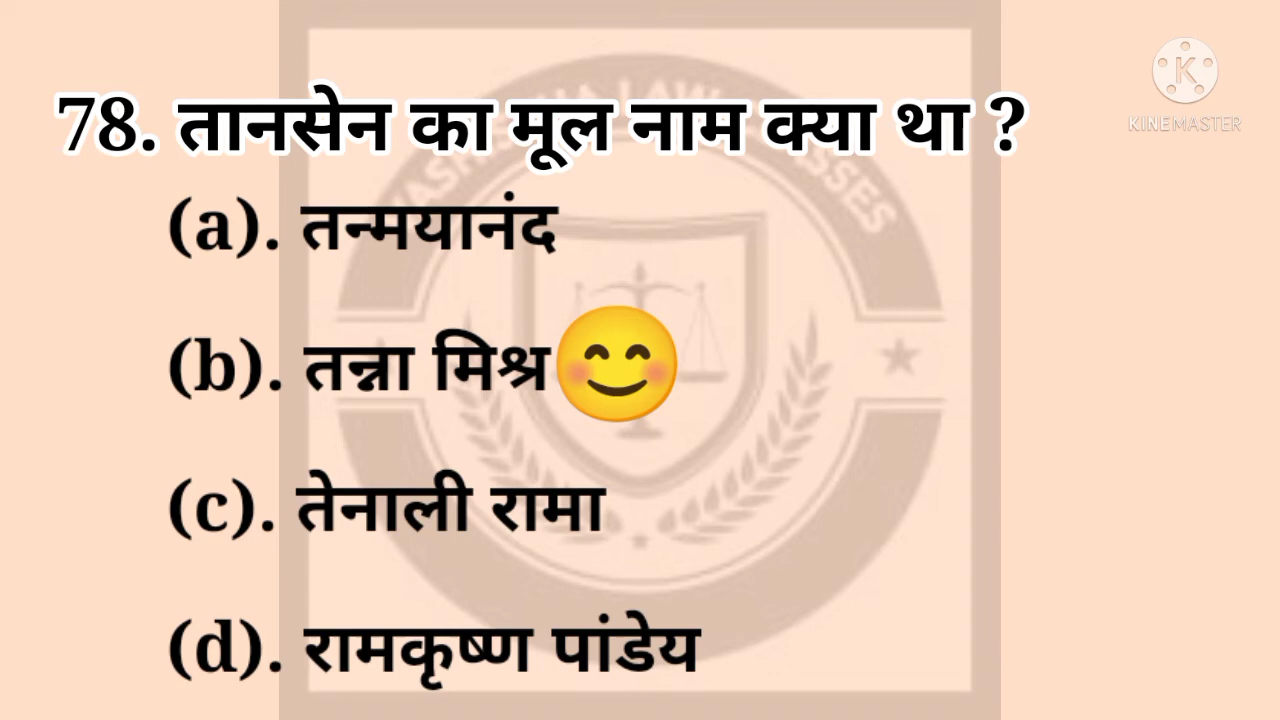 KINEMASTER
78. तानसेन का मूल नाम क्या था ?
(a). तन्मयानंद
(b). तन्ना मिश्र😊
(c). तेनाली रामा
(d). रामकृष्ण पांडेय